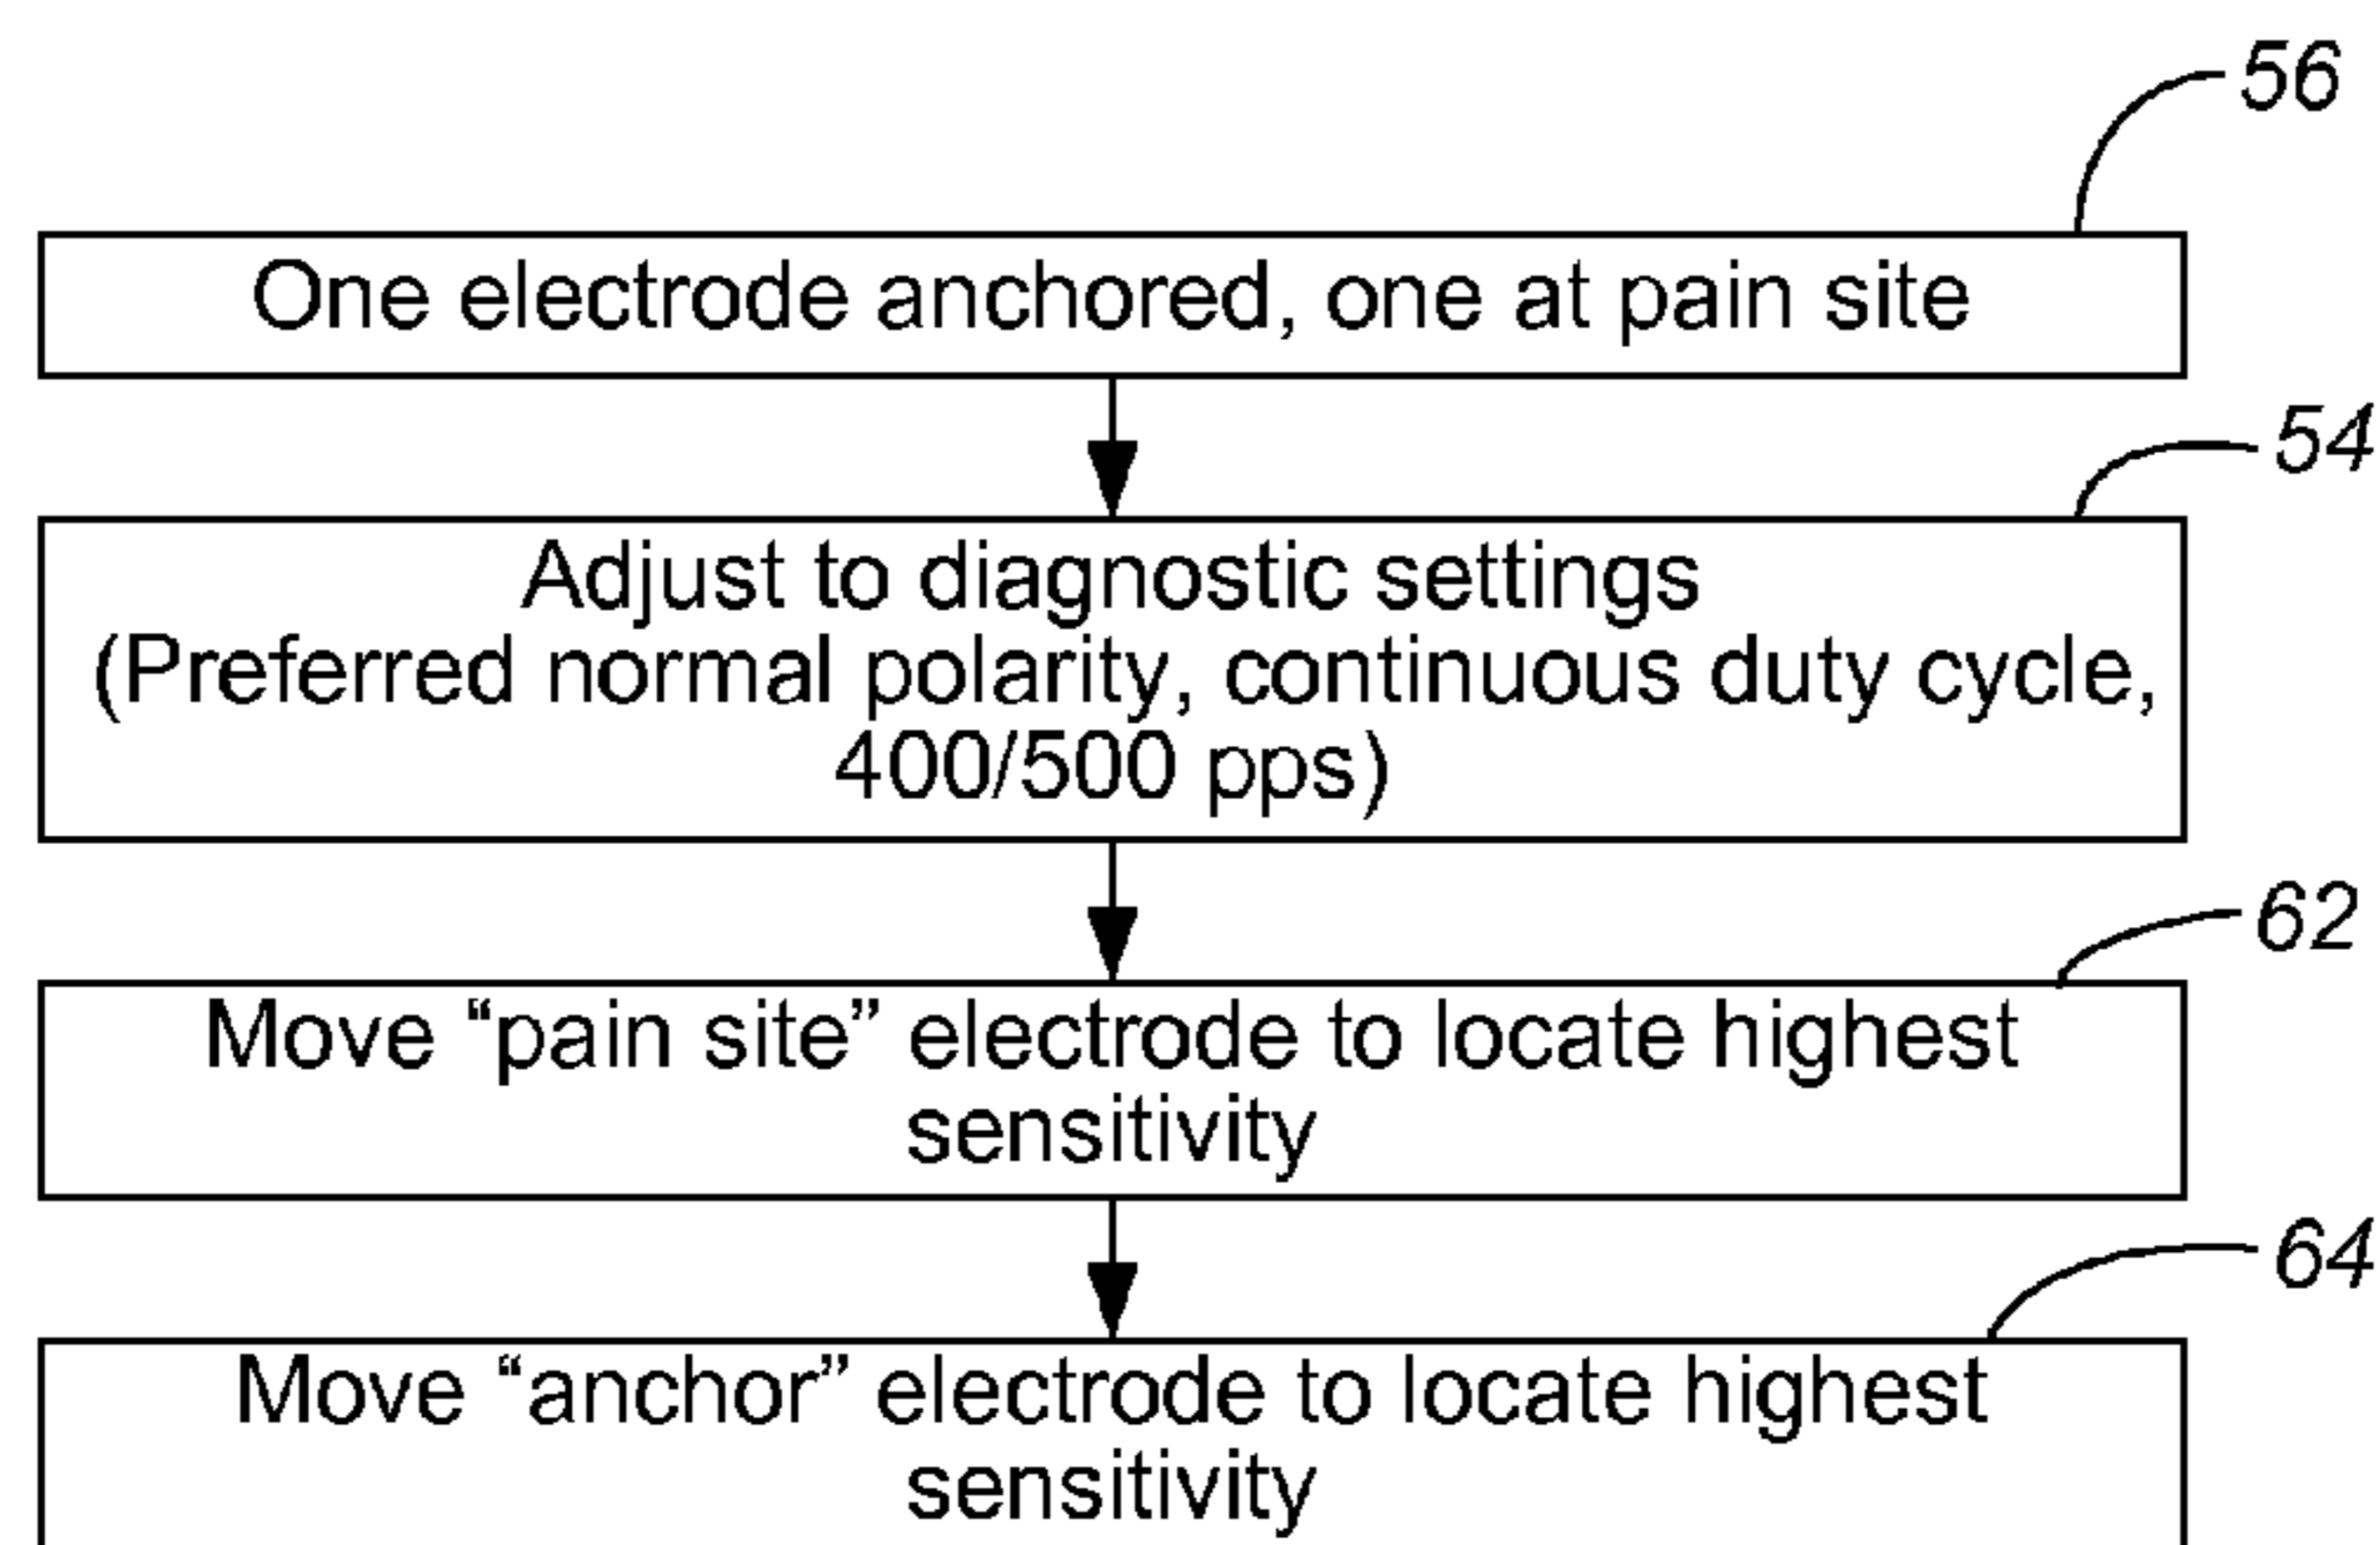 56
One electrode anchored, one at pain site
54
Adjust to diagnostic settings
(Preferred normal polarity, continuous duty cycle,
400/500 pps)
62
Move “pain site” electrode to locate highest
sensitivity
64
Move “anchor” electrode to locate highest
sensitivity